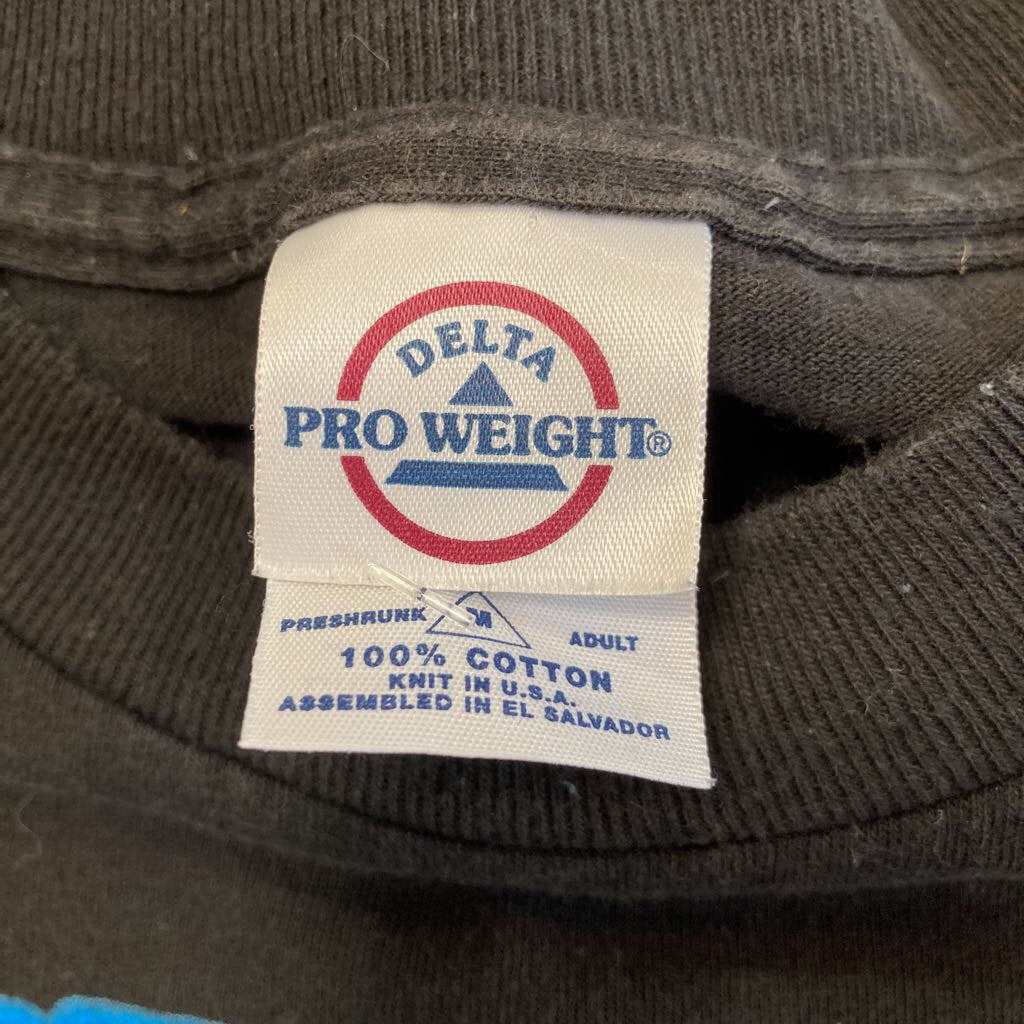 DELTA
PRO WEIGHT®
PRESHRUNK M ADULT
100% COTTON
KNIT IN U.S.A.
ASSEMBLED IN EL SALVADOR